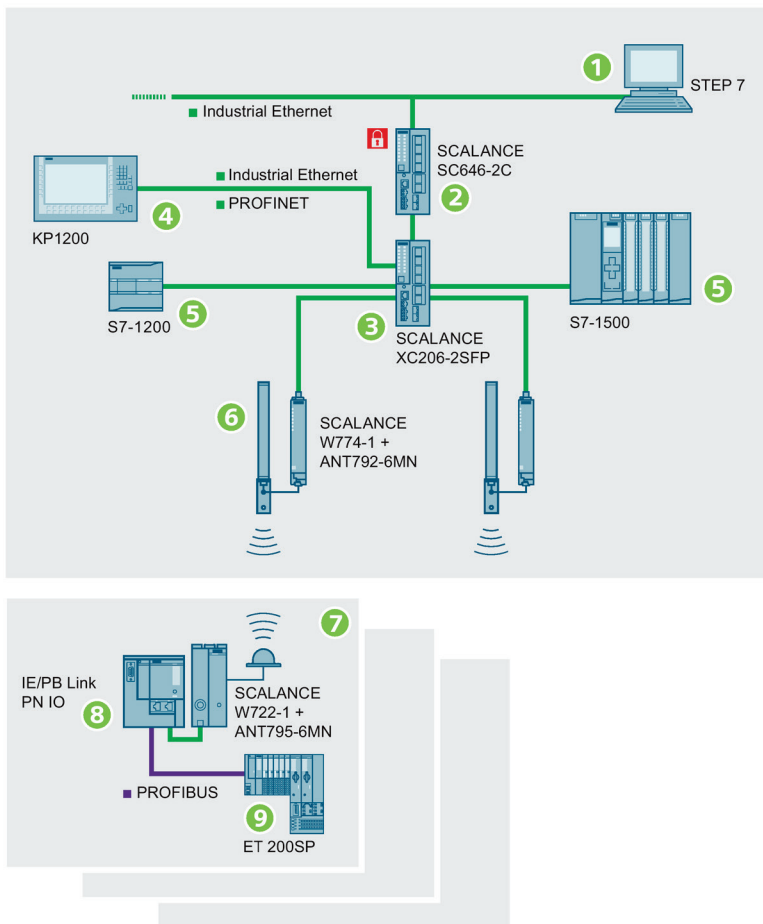 1
STEP 7
Industrial Ethernet
SCALANCE
SC646-2C
2
Industrial Ethernet
PROFINET
4
KP1200
5
S7-1200
5
S7-1500
3
SCALANCE
XC206-2SFP
6
SCALANCE
W774-1 +
ANT792-6MN
7
IE/PB Link
PN IO
8
SCALANCE
W722-1 +
ANT795-6MN
PROFIBUS
9
ET 200SP